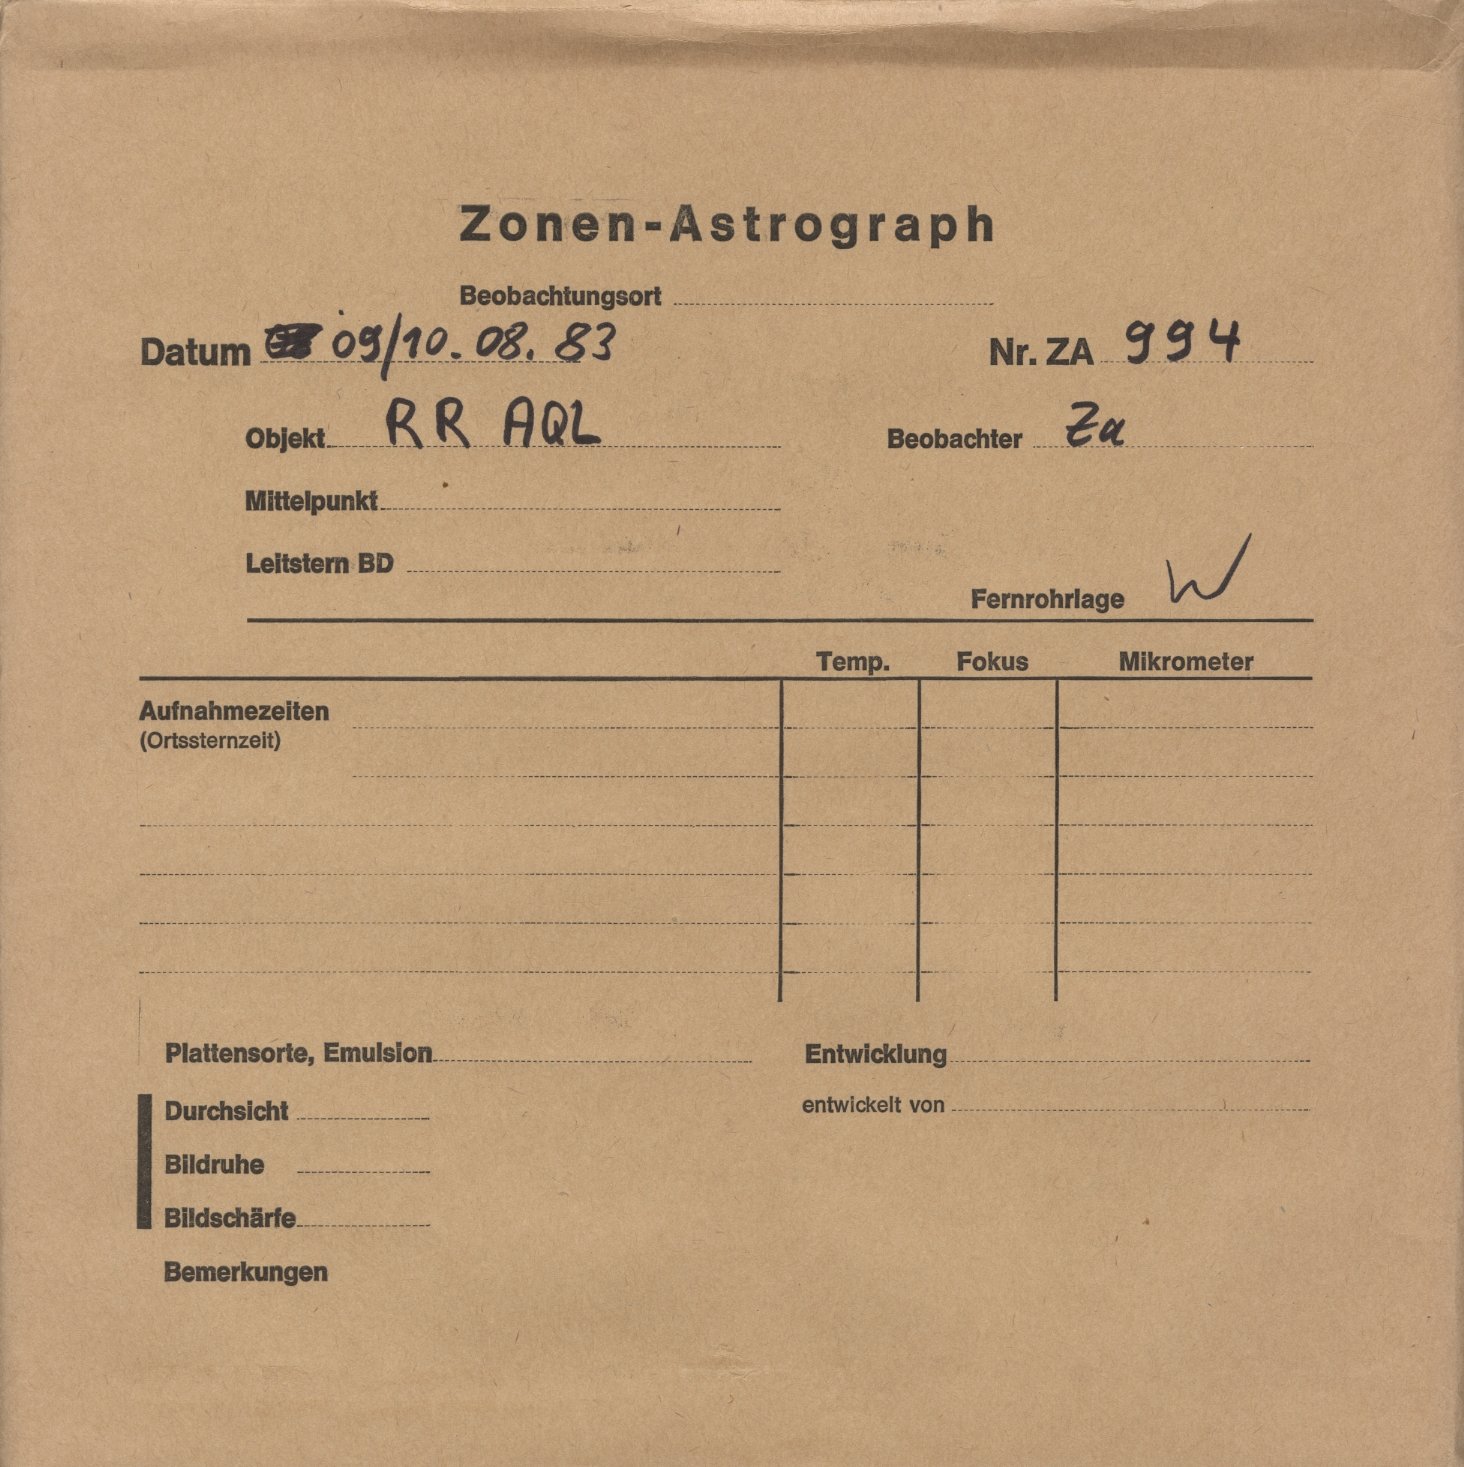 Zonen-Astrograph
Beobachtungsort
Datum 09/10. 08. 83 Nr. ZA 994
Objekt RR AQL Beobachter Za
Mittelpunkt
Leitstern BD
Fernrohrlage W
Temp. Fokus Mikrometer
Aufnahmezeiten
(Ortssternzeit)
Plattensorte, Emulsion Entwicklung
Durchsicht entwickelt von
Bildruhe
Bildschärfe
Bemerkungen